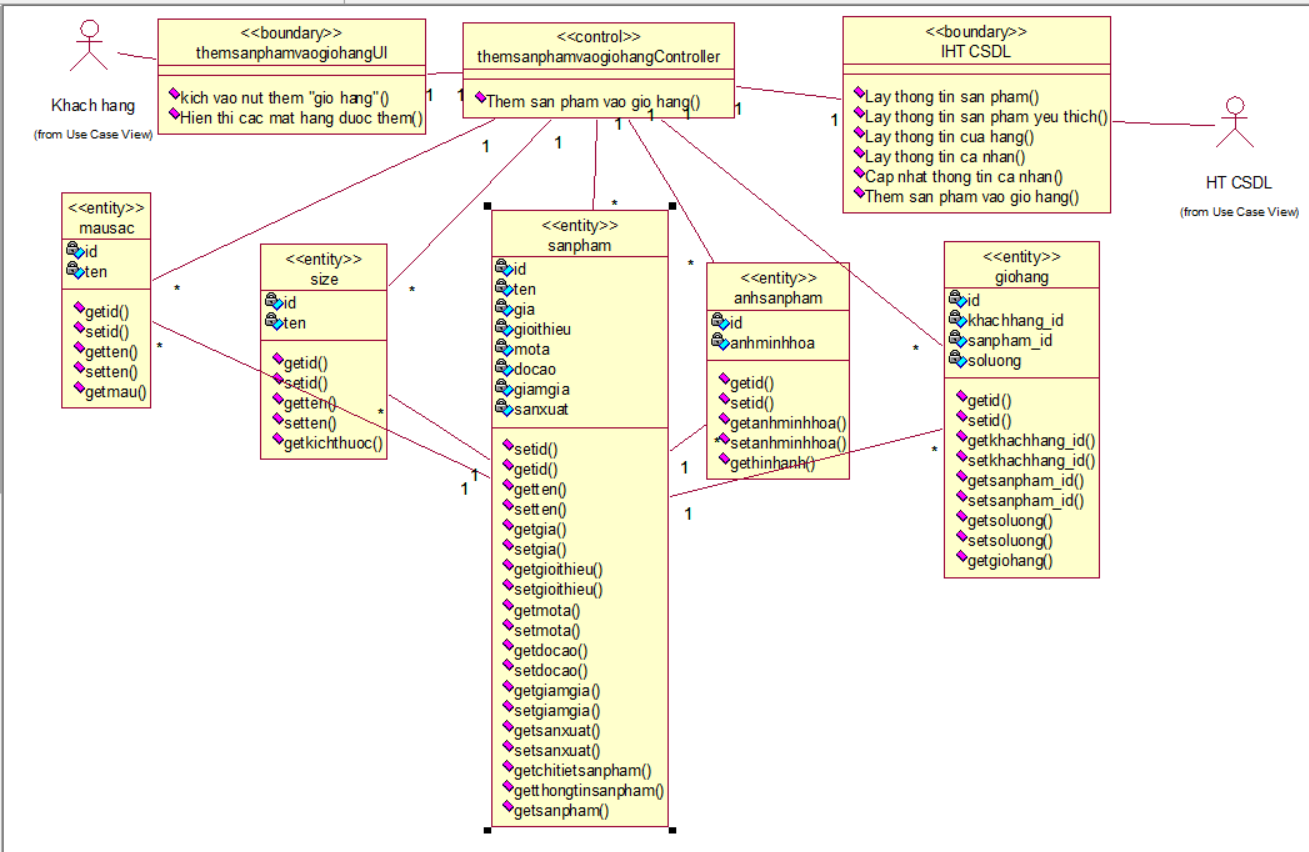 Khach hang
(from Use Case View)
<<boundary>>
themsanphamvaogiohangUI
kich vao nut them "gio hang"()
Hien thi cac mat hang duoc them()
1
1
<<control>>
themsanphamvaogiohangController
Them san pham vao gio hang()
1
1
1
1
1
1
1
<<boundary>>
IHT CSDL
Lay thong tin san pham()
Lay thong tin san pham yeu thich()
Lay thong tin cua hang()
Lay thong tin ca nhan()
Cap nhat thong tin ca nhan()
Them san pham vao gio hang()
HT CSDL
(from Use Case View)
<<entity>>
mausac
id
ten
getid()
setid()
getten()
setten()
getmau()
*
*
<<entity>>
size
id
ten
getid()
setid()
getten()
setten()
getkichthuoc()
*
*
1
1
*
<<entity>>
sanpham
id
ten
gia
gioithieu
mota
docao
giamgia
sanxuat
setid()
getid()
getten()
setten()
getgia()
setgia()
getgioithieu()
setgioithieu()
getmota()
setmota()
getdocao()
setdocao()
getgiamgia()
setgiamgia()
getsanxuat()
setsanxuat()
getchitietsanpham()
getthongtinsanpham()
getsanpham()
*
1
1
<<entity>>
anhsanpham
id
anhminhhoa
getid()
setid()
getanhminhhoa()
*
setanhminhhoa()
gethinhanh()
*
*
<<entity>>
giohang
id
khachhang_id
sanpham_id
soluong
getid()
setid()
getkhachhang_id()
setkhachhang_id()
getsanpham_id()
setsanpham_id()
getsoluong()
setsoluong()
getgiohang()